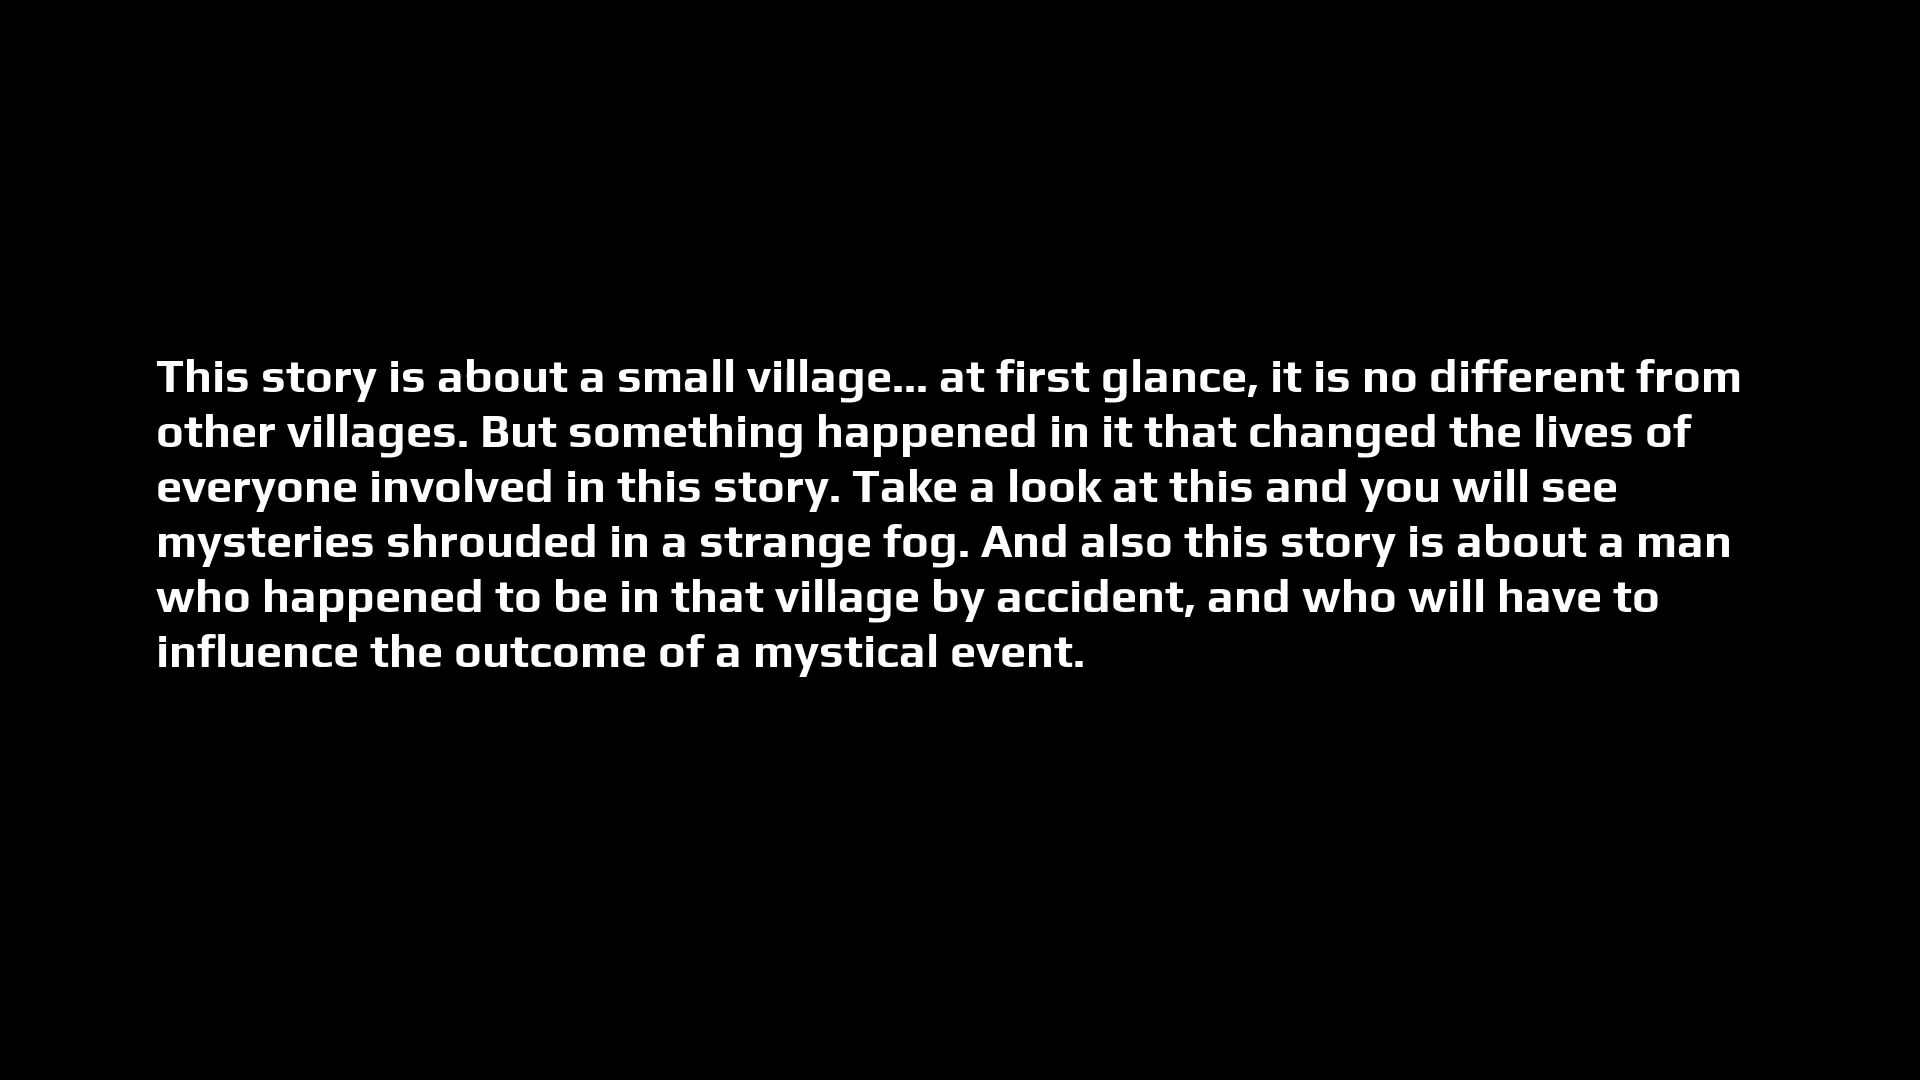 This story is about a small village... at first glance, it is no different from
other villages. But something happened in it that changed the lives of
everyone involved in this story. Take a look at this and you will see
mysteries shrouded in a strange fog. And also this story is about a man
who happened to be in that village by accident, and who will have to
influence the outcome of a mystical event.